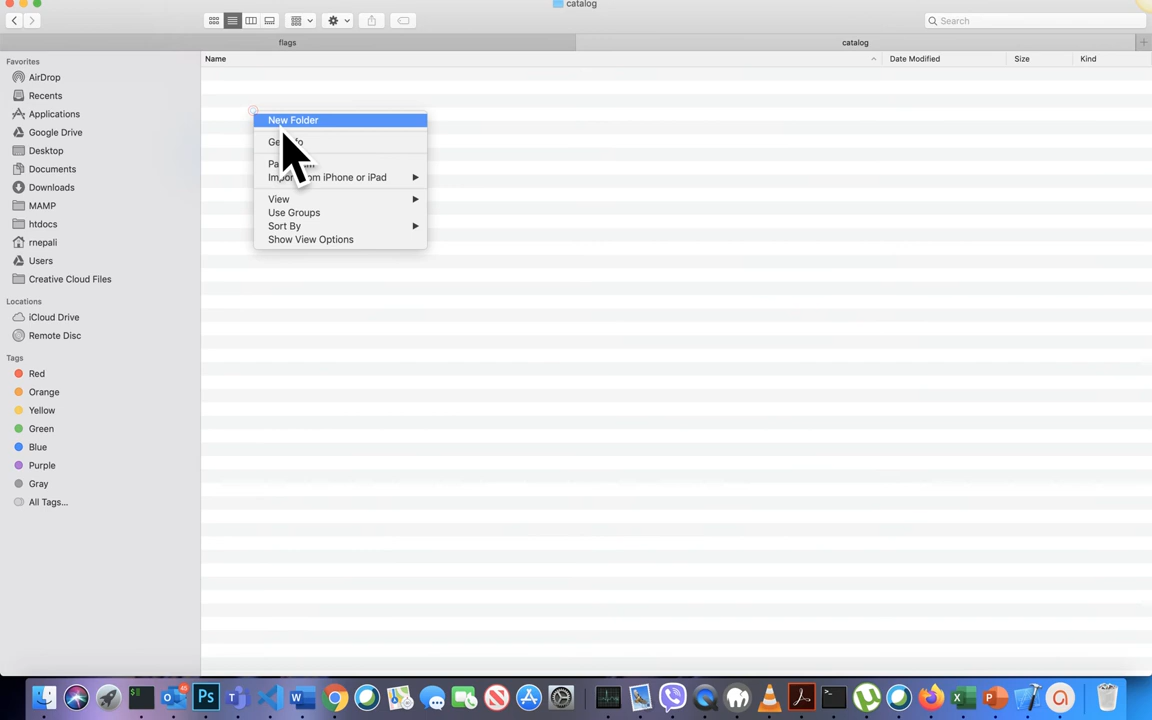 catalog
Search
flags
catalog
Name
Date Modified
Size
Kind
Favorites
AirDrop
Recents
Applications
Google Drive
Desktop
Documents
Downloads
MAMP
htdocs
rnepali
Users
Creative Cloud Files
Locations
iCloud Drive
Remote Disc
Tags
Red
Orange
Yellow
Green
Blue
Purple
Gray
All Tags...
New Folder
iPhone or iPad
View
Use Groups
Sort By
Show View Options
Ps
W
X
P